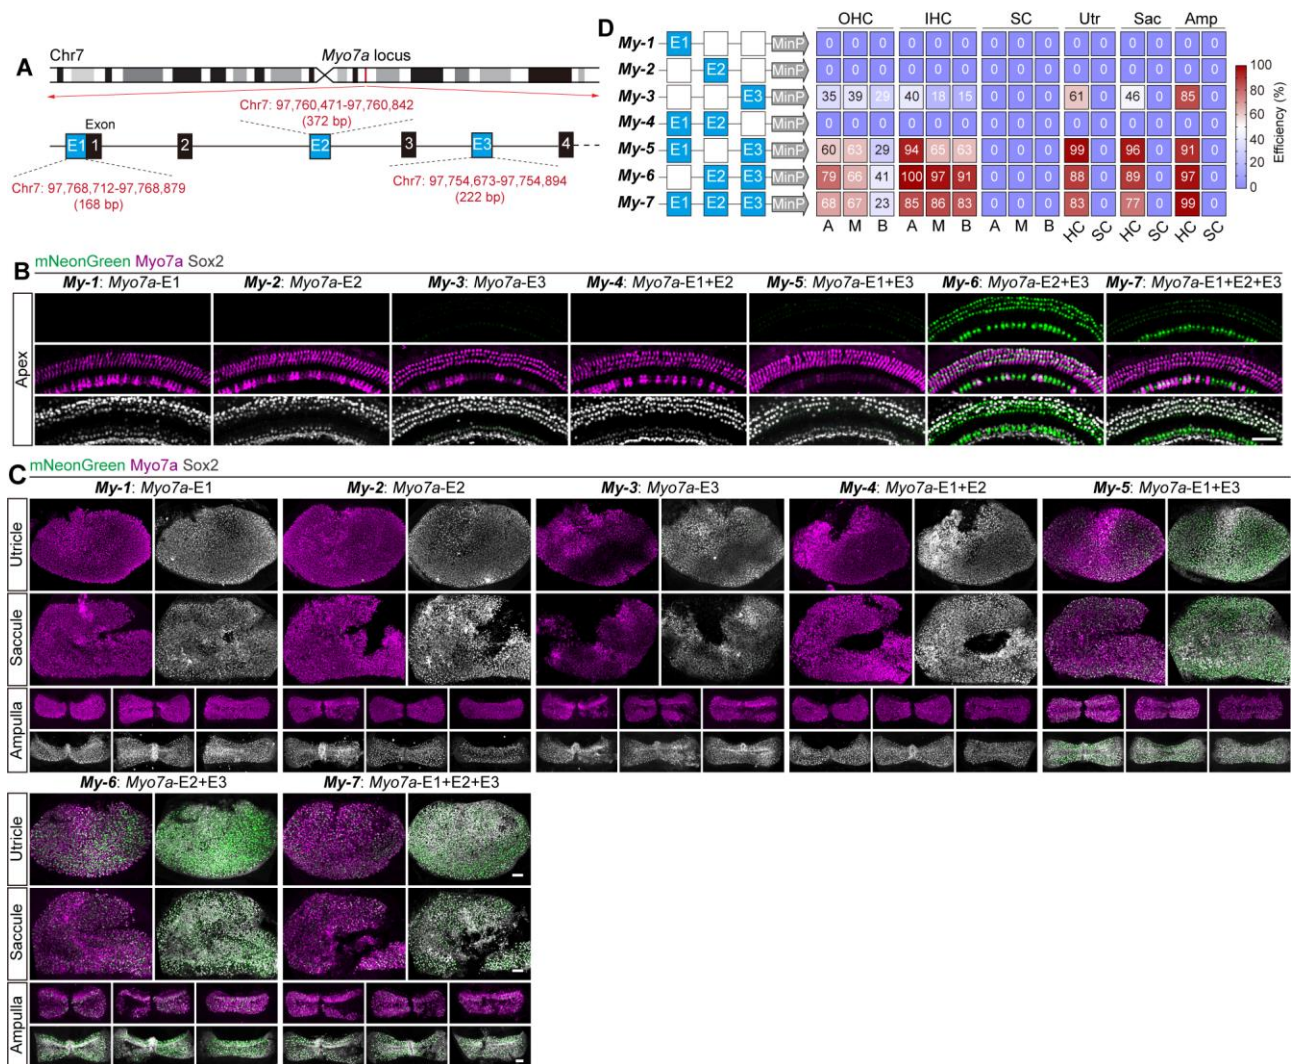 A
Chr7
Myo7a locus
Chr7: 97,760,471-97,760,842
(372 bp)
Exon
E1 1 2 E2 3 E3 4
Chr7: 97,768,712-97,768,879
(168 bp)
Chr7: 97,754,673-97,754,894
(222 bp)
D
OHC IHC SC Utr Sac Amp
My-1 E1 MinP 0 0 0 0 0 0 0 0 0 0 0 0 0 0 0
My-2 E2 MinP 0 0 0 0 0 0 0 0 0 0 0 0 0 0 0
My-3 E3 MinP 35 39 29 40 18 15 0 0 0 61 0 46 0 85 0
My-4 E1 E2 MinP 0 0 0 0 0 0 0 0 0 0 0 0 0 0 0
My-5 E1 E3 MinP 60 63 29 94 65 63 0 0 0 99 0 96 0 91 0
My-6 E2 E3 MinP 79 66 41 100 97 91 0 0 0 88 0 89 0 97 0
My-7 E1 E2 E3 MinP 68 67 23 85 86 83 0 0 0 83 0 77 0 99 0
A M B A M B A M B HC SC HC SC HC SC
100
80
60
40
20
0
Efficiency (%)
B
mNeonGreen Myo7a Sox2
My-1: Myo7a-E1 My-2: Myo7a-E2 My-3: Myo7a-E3 My-4: Myo7a-E1+E2 My-5: Myo7a-E1+E3 My-6: Myo7a-E2+E3 My-7: Myo7a-E1+E2+E3
Apex
C
mNeonGreen Myo7a Sox2
My-1: Myo7a-E1 My-2: Myo7a-E2 My-3: Myo7a-E3 My-4: Myo7a-E1+E2 My-5: Myo7a-E1+E3
Utricle
Saccule
Ampulla
My-6: Myo7a-E2+E3 My-7: Myo7a-E1+E2+E3
Utricle
Saccule
Ampulla